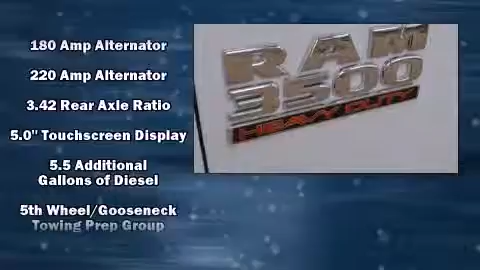 180 Amp Alternator
220 Amp Alternator
3.42 Rear Axle Ratio
5.0" Touchscreen Display
5.5 Additional
Gallons of Diesel
5th Wheel/Gooseneck
Towing Prep Group
RAM
3500
HEAVY DUTY